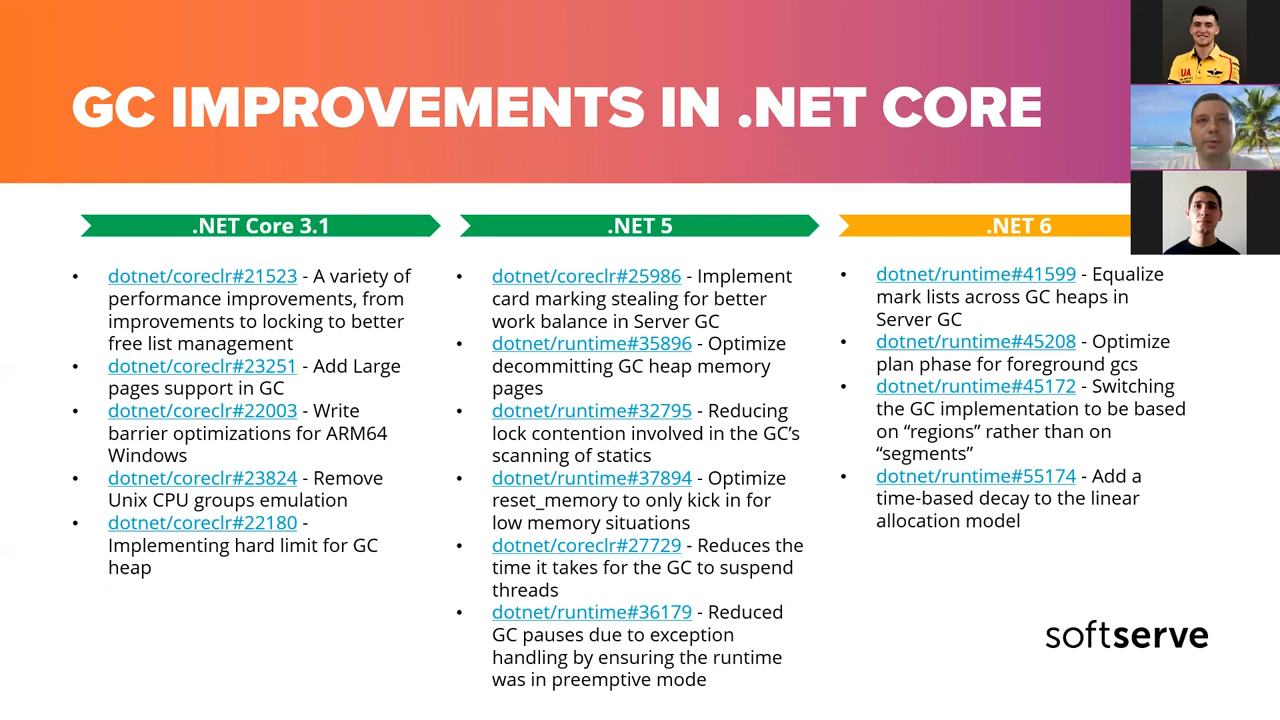 GC IMPROVEMENTS IN .NET CORE
UA
.NET Core 3.1
• dotnet/coreclr#21523 - A variety of
performance improvements, from
improvements to locking to better
free list management
• dotnet/coreclr#23251 - Add Large
pages support in GC
• dotnet/coreclr#22003 - Write
barrier optimizations for ARM64
Windows
• dotnet/coreclr#23824 - Remove
Unix CPU groups emulation
• dotnet/coreclr#22180 -
Implementing hard limit for GC
heap
.NET 5
• dotnet/coreclr#25986 - Implement
card marking stealing for better
work balance in Server GC
• dotnet/runtime#35896 - Optimize
decommitting GC heap memory
pages
• dotnet/runtime#32795 - Reducing
lock contention involved in the GC’s
scanning of statics
• dotnet/runtime#37894 - Optimize
reset_memory to only kick in for
low memory situations
• dotnet/coreclr#27729 - Reduces the
time it takes for the GC to suspend
threads
• dotnet/runtime#36179 - Reduced
GC pauses due to exception
handling by ensuring the runtime
was in preemptive mode
.NET 6
• dotnet/runtime#41599 - Equalize
mark lists across GC heaps in
Server GC
• dotnet/runtime#45208 - Optimize
plan phase for foreground gcs
• dotnet/runtime#45172 - Switching
the GC implementation to be based
on “regions” rather than on
“segments”
• dotnet/runtime#55174 - Add a
time-based decay to the linear
allocation model
softserve